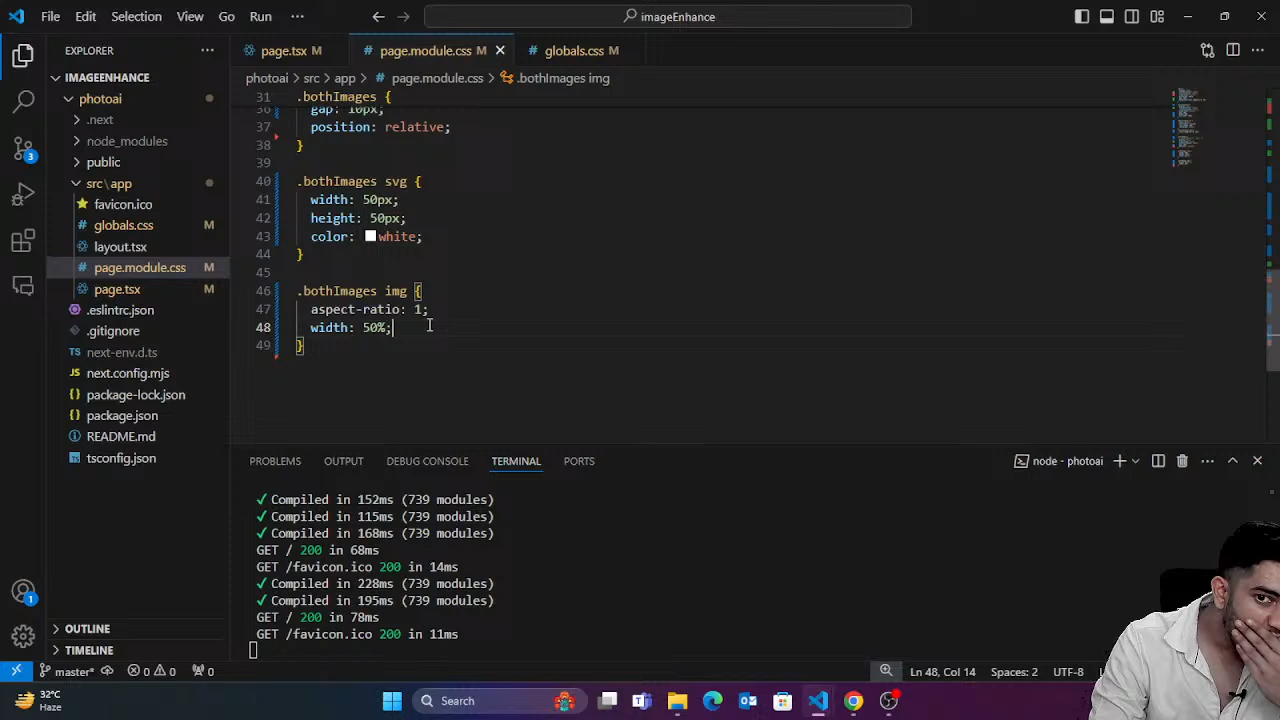 File Edit Selection View Go Run ··· imageEnhance
EXPLORER ···
IMAGEENHANCE
photoai
.next
node_modules
public
src\app
favicon.ico
globals.css M
layout.tsx
page.module.css M
page.tsx M
.eslintrc.json
.gitignore
next-env.d.ts
next.config.mjs
package-lock.json
package.json
README.md
tsconfig.json
OUTLINE
TIMELINE
page.tsx M page.module.css M globals.css M
photoai > src > app > page.module.css > .bothImages img
31 .bothImages {
36 gap: 10px;
37 position: relative;
38 }
39
40 .bothImages svg {
41 width: 50px;
42 height: 50px;
43 color: white;
44 }
45
46 .bothImages img {
47 aspect-ratio: 1;
48 width: 50%;
49 }
PROBLEMS OUTPUT DEBUG CONSOLE TERMINAL PORTS node - photoai
✓ Compiled in 152ms (739 modules)
✓ Compiled in 115ms (739 modules)
✓ Compiled in 168ms (739 modules)
GET / 200 in 68ms
GET /favicon.ico 200 in 14ms
✓ Compiled in 228ms (739 modules)
✓ Compiled in 195ms (739 modules)
GET / 200 in 78ms
GET /favicon.ico 200 in 11ms
master* 0 0 0 Ln 48, Col 14 Spaces: 2 UTF-8
32°C
Haze
Search
3
1